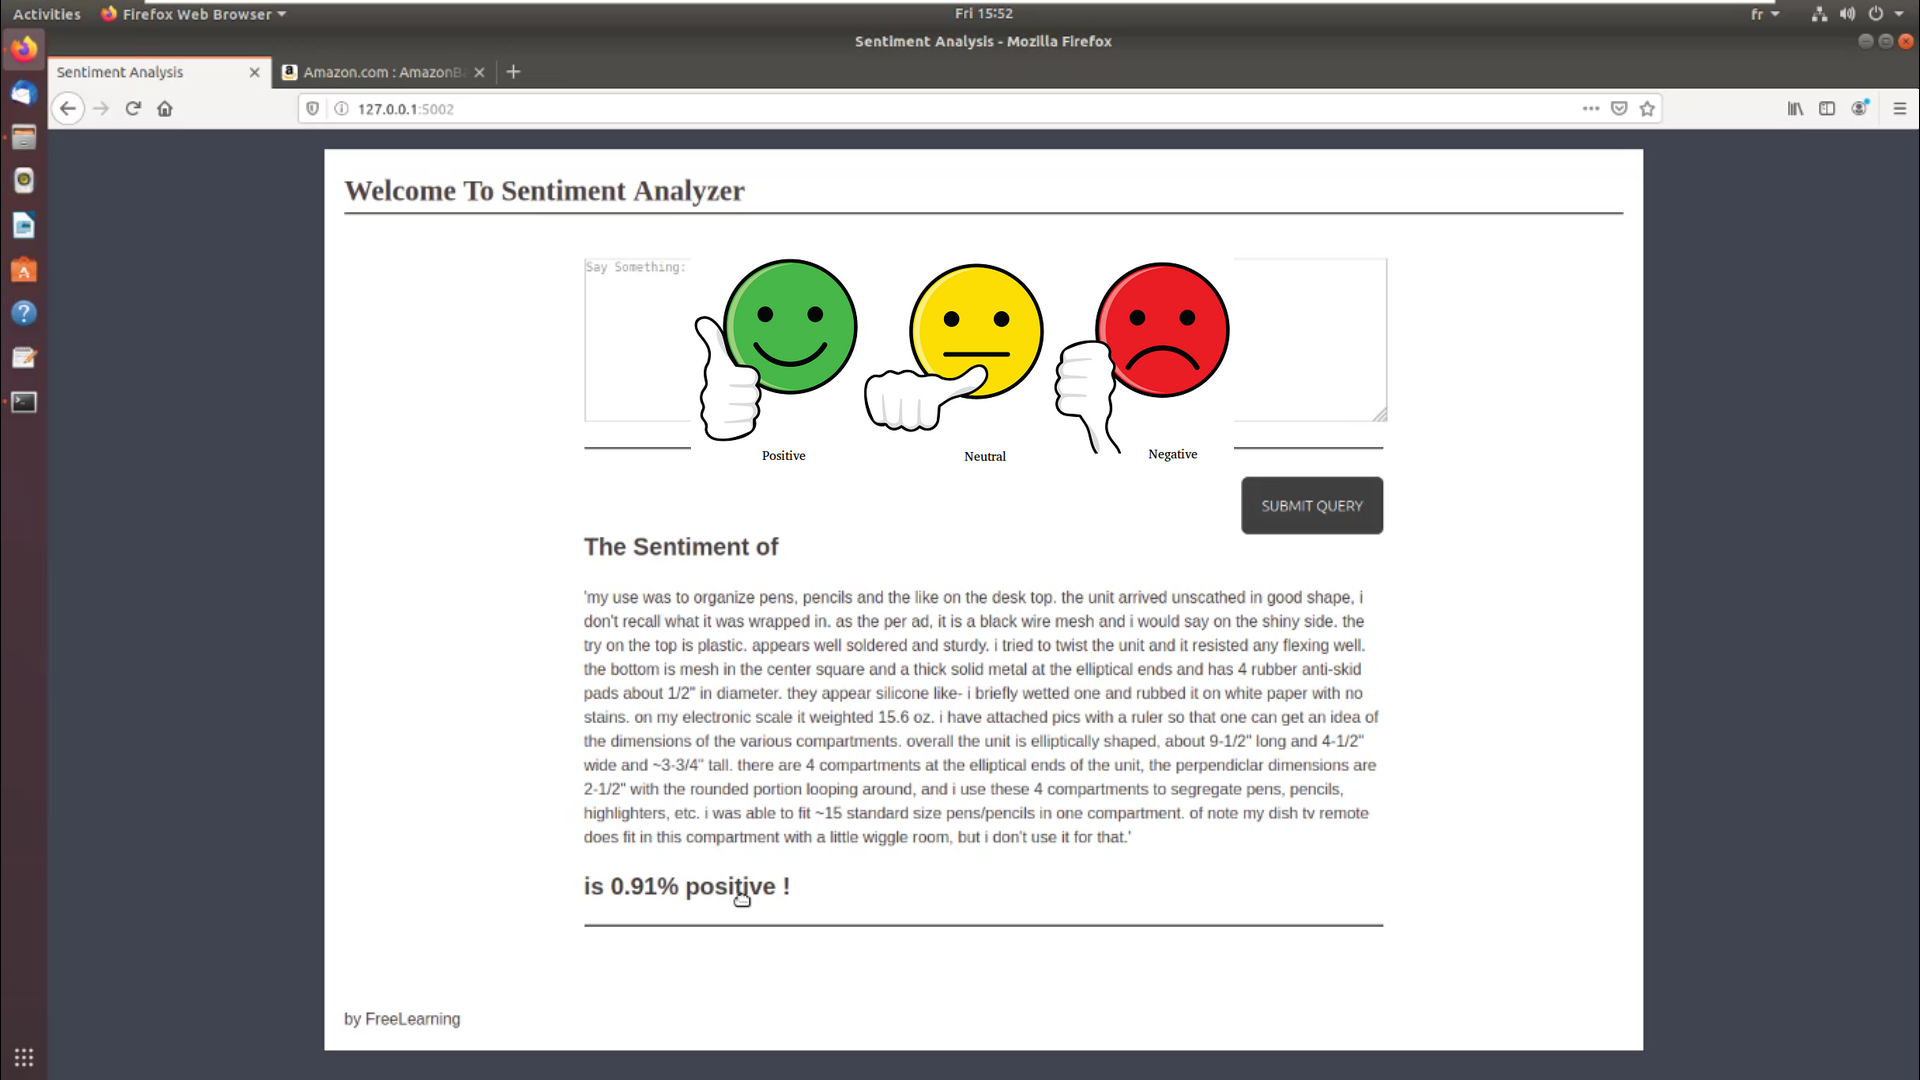 Activities Firefox Web Browser Fri 15:52 fr
Sentiment Analysis - Mozilla Firefox
Sentiment Analysis Amazon.com : AmazonBa
127.0.0.1:5002
Welcome To Sentiment Analyzer
Say Something:
Positive Neutral Negative
SUBMIT QUERY
The Sentiment of
'my use was to organize pens, pencils and the like on the desk top. the unit arrived unscathed in good shape, i
don't recall what it was wrapped in. as the per ad, it is a black wire mesh and i would say on the shiny side. the
try on the top is plastic. appears well soldered and sturdy. i tried to twist the unit and it resisted any flexing well.
the bottom is mesh in the center square and a thick solid metal at the elliptical ends and has 4 rubber anti-skid
pads about 1/2" in diameter. they appear silicone like- i briefly wetted one and rubbed it on white paper with no
stains. on my electronic scale it weighted 15.6 oz. i have attached pics with a ruler so that one can get an idea of
the dimensions of the various compartments. overall the unit is elliptically shaped, about 9-1/2" long and 4-1/2"
wide and ~3-3/4" tall. there are 4 compartments at the elliptical ends of the unit, the perpendiclar dimensions are
2-1/2" with the rounded portion looping around, and i use these 4 compartments to segregate pens, pencils,
highlighters, etc. i was able to fit ~15 standard size pens/pencils in one compartment. of note my dish tv remote
does fit in this compartment with a little wiggle room, but i don't use it for that.'
is 0.91% positive !
by FreeLearning